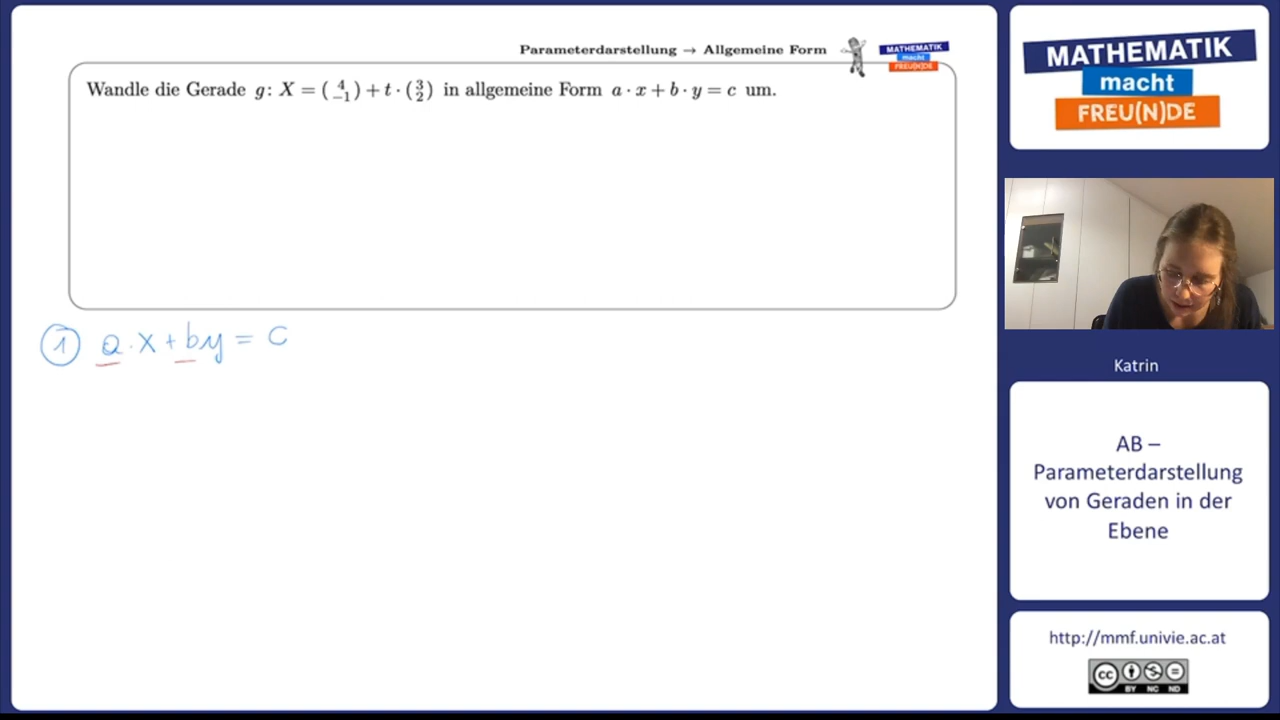 Parameterdarstellung → Allgemeine Form
MATHEMATIK
macht
FREU(N)DE
Wandle die Gerade g: X = (4 −1) + t · (3 2) in allgemeine Form a · x + b · y = c um.
① a · x + by = c
MATHEMATIK
macht
FREU(N)DE
Katrin
AB –
Parameterdarstellung
von Geraden in der
Ebene
http://mmf.univie.ac.at
cc
BY NC ND